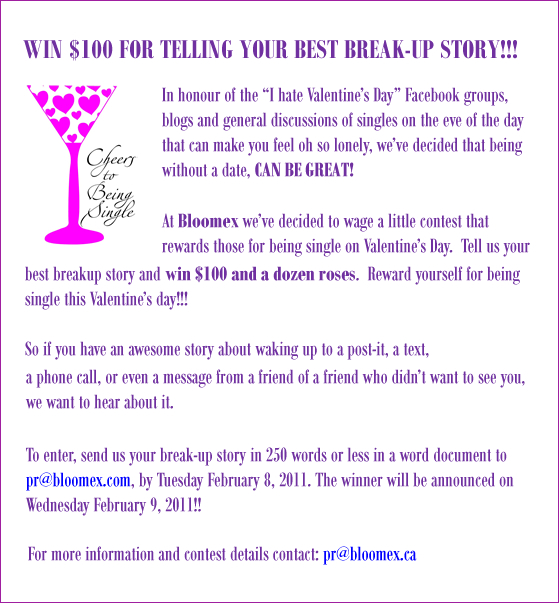 WIN $100 FOR TELLING YOUR BEST BREAK-UP STORY!!!
Cheers
to
Being
Single
In honour of the “I hate Valentine’s Day” Facebook groups,
blogs and general discussions of singles on the eve of the day
that can make you feel oh so lonely, we’ve decided that being
without a date, CAN BE GREAT!
At Bloomex we’ve decided to wage a little contest that
rewards those for being single on Valentine’s Day. Tell us your
best breakup story and win $100 and a dozen roses. Reward yourself for being
single this Valentine’s day!!!
So if you have an awesome story about waking up to a post-it, a text,
a phone call, or even a message from a friend of a friend who didn’t want to see you,
we want to hear about it.
To enter, send us your break-up story in 250 words or less in a word document to
pr@bloomex.com, by Tuesday February 8, 2011. The winner will be announced on
Wednesday February 9, 2011!!
For more information and contest details contact: pr@bloomex.ca